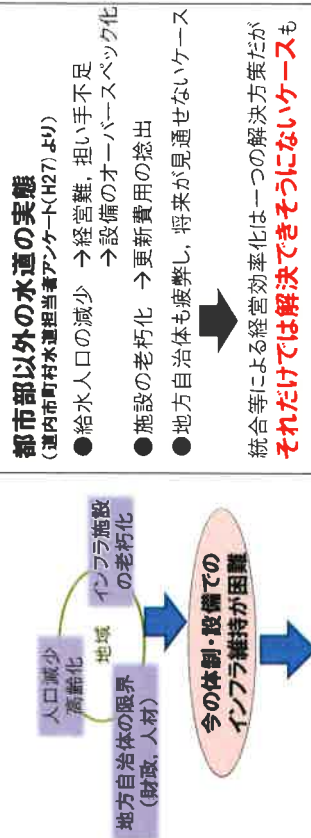 人口減少
高齢化
インフラ施設
の老朽化
地域
地方自治体の限界
(財政,人材)
今の体制・設備での
インフラ維持が困難
都市部以外の水道の実態
(道内市町村水道担当者アンケート(H27)より)
●給水人口の減少 →経営難,担い手不足
→設備のオーバースペック化
●施設の老朽化 →更新費用の捻出
●地方自治体も疲弊し,将来が見通せないケース
統合等による経営効率化は一つの解決方策だが
それだけでは解決できそうにないケースも